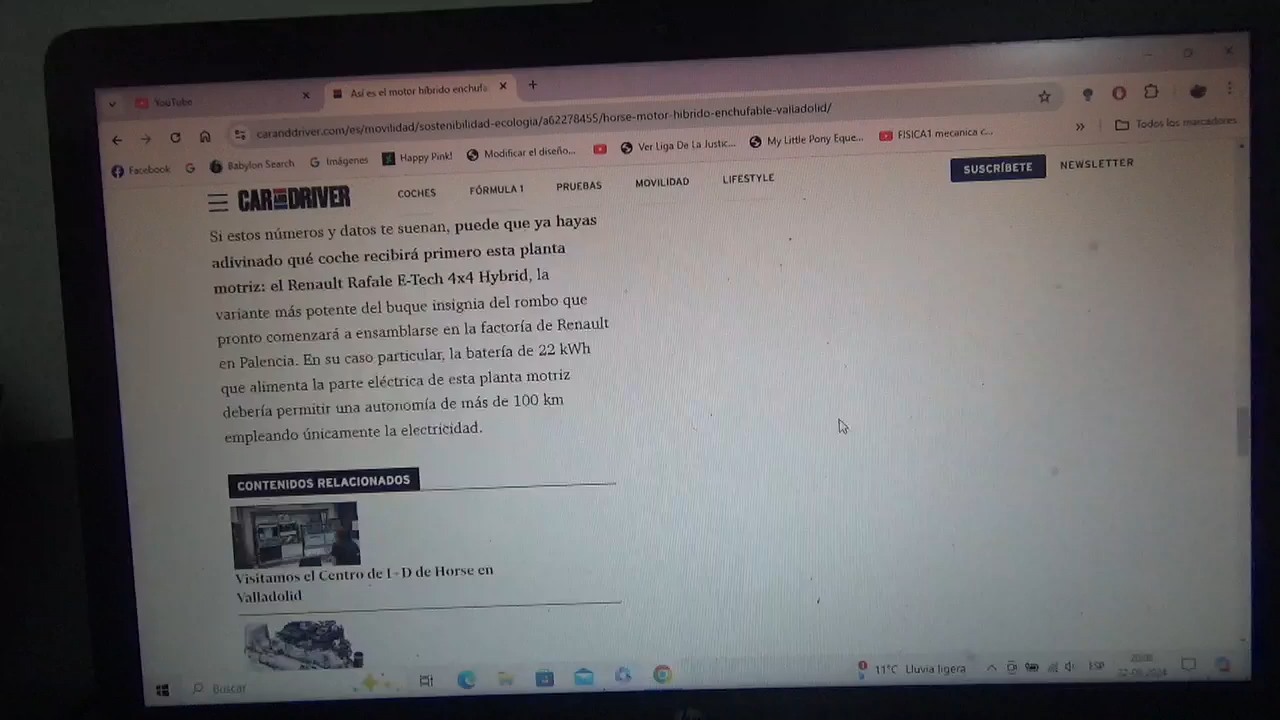 YouTube
Así es el motor híbrido enchufa
caranddriver.com/es/movilidad/sostenibilidad-ecologia/a62278455/horse-motor-hibrido-enchufable-valladolid/
Facebook
Babylon Search
Imágenes
Happy Pink!
Modificar el diseño...
Ver Liga De La Justic...
My Little Pony Eque...
FISICA1 mecanica c...
»
Todos los marcadores
CAR AND DRIVER
COCHES
FÓRMULA 1
PRUEBAS
MOVILIDAD
LIFESTYLE
SUSCRÍBETE
NEWSLETTER
Si estos números y datos te suenan, puede que ya hayas
adivinado qué coche recibirá primero esta planta
motriz: el Renault Rafale E-Tech 4x4 Hybrid, la
variante más potente del buque insignia del rombo que
pronto comenzará a ensamblarse en la factoría de Renault
en Palencia. En su caso particular, la batería de 22 kWh
que alimenta la parte eléctrica de esta planta motriz
debería permitir una autonomía de más de 100 km
empleando únicamente la electricidad.
CONTENIDOS RELACIONADOS
Visitamos el Centro de I+D de Horse en
Valladolid
Buscar
11°C Lluvia ligera
ESP